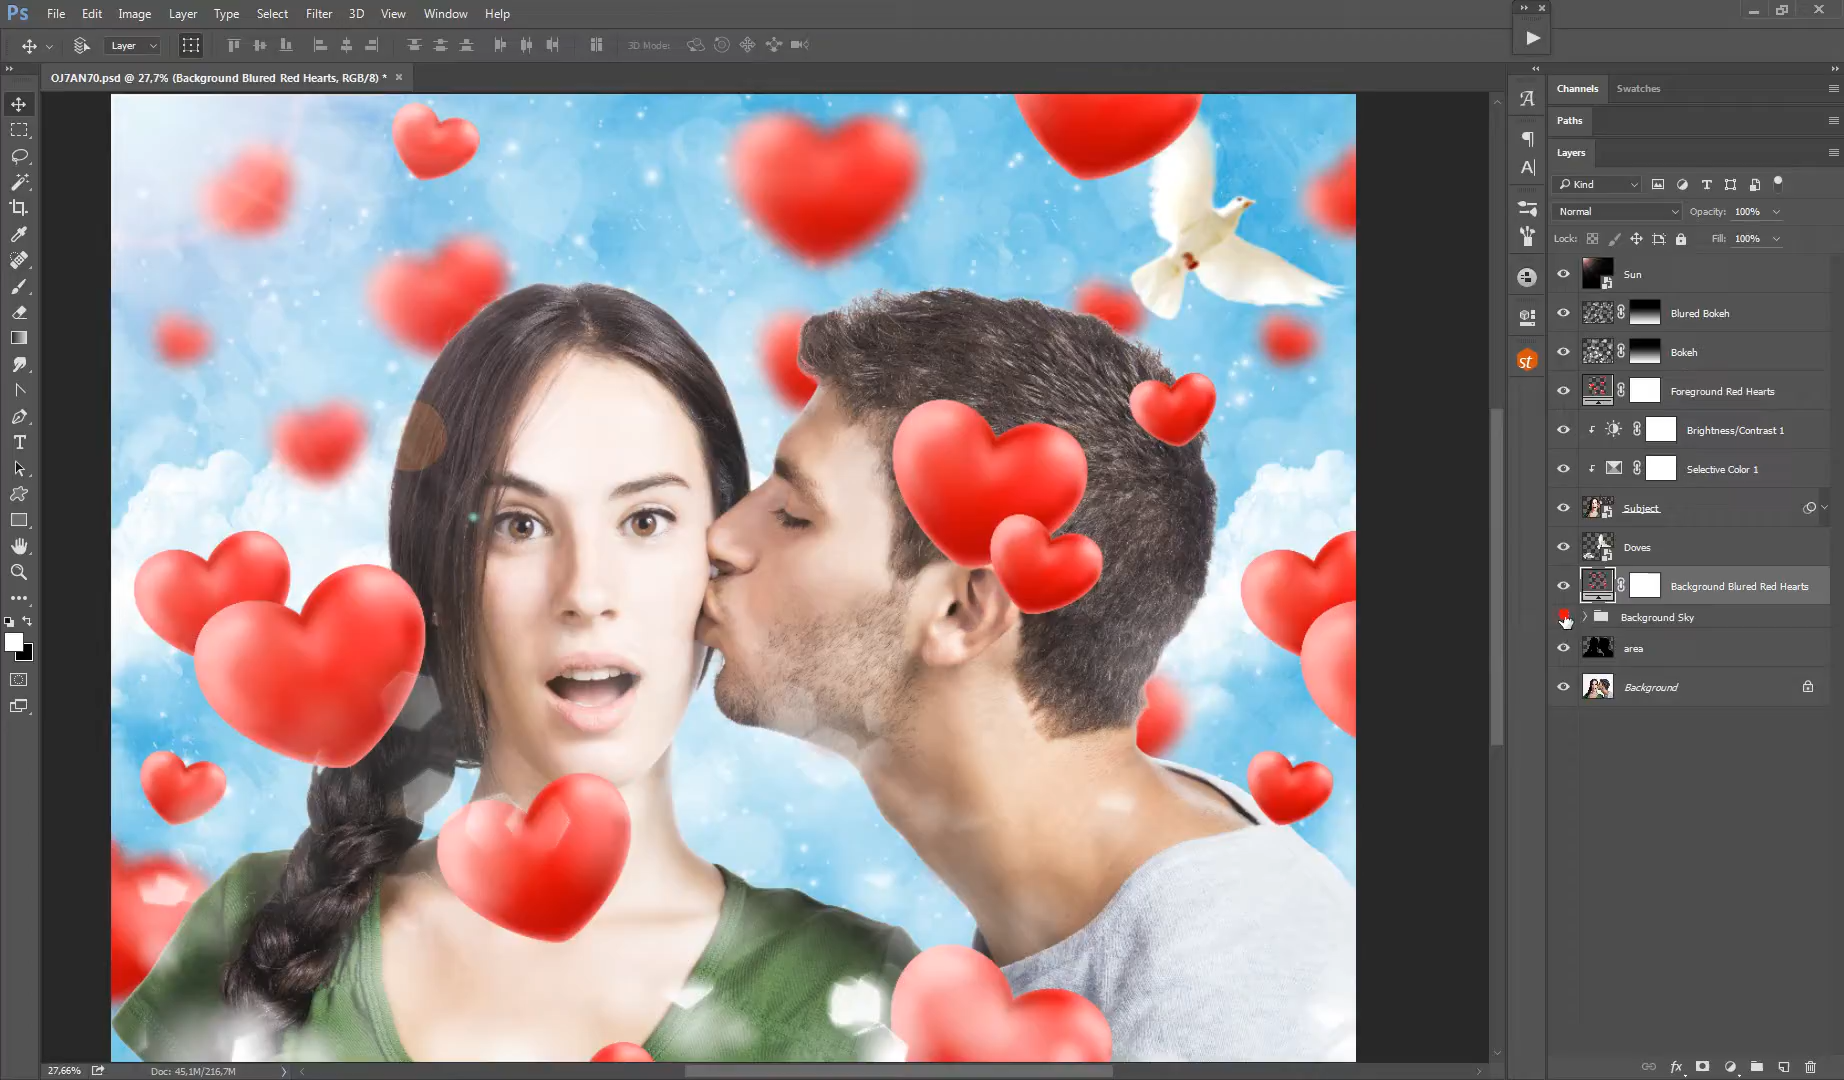 Ps File Edit Image Layer Type Select Filter 3D View Window Help
Layer 3D Mode:
OJ7AN70.psd @ 27,7% (Background Blured Red Hearts, RGB/8) *
Channels Swatches
Paths
Layers
Kind
Normal Opacity: 100%
Lock: Fill: 100%
Sun
Blured Bokeh
Bokeh
Foreground Red Hearts
Brightness/Contrast 1
Selective Color 1
Subject
Doves
Background Blured Red Hearts
Background Sky
area
Background
st
27,66% Doc: 45,1M/216,7M
fx